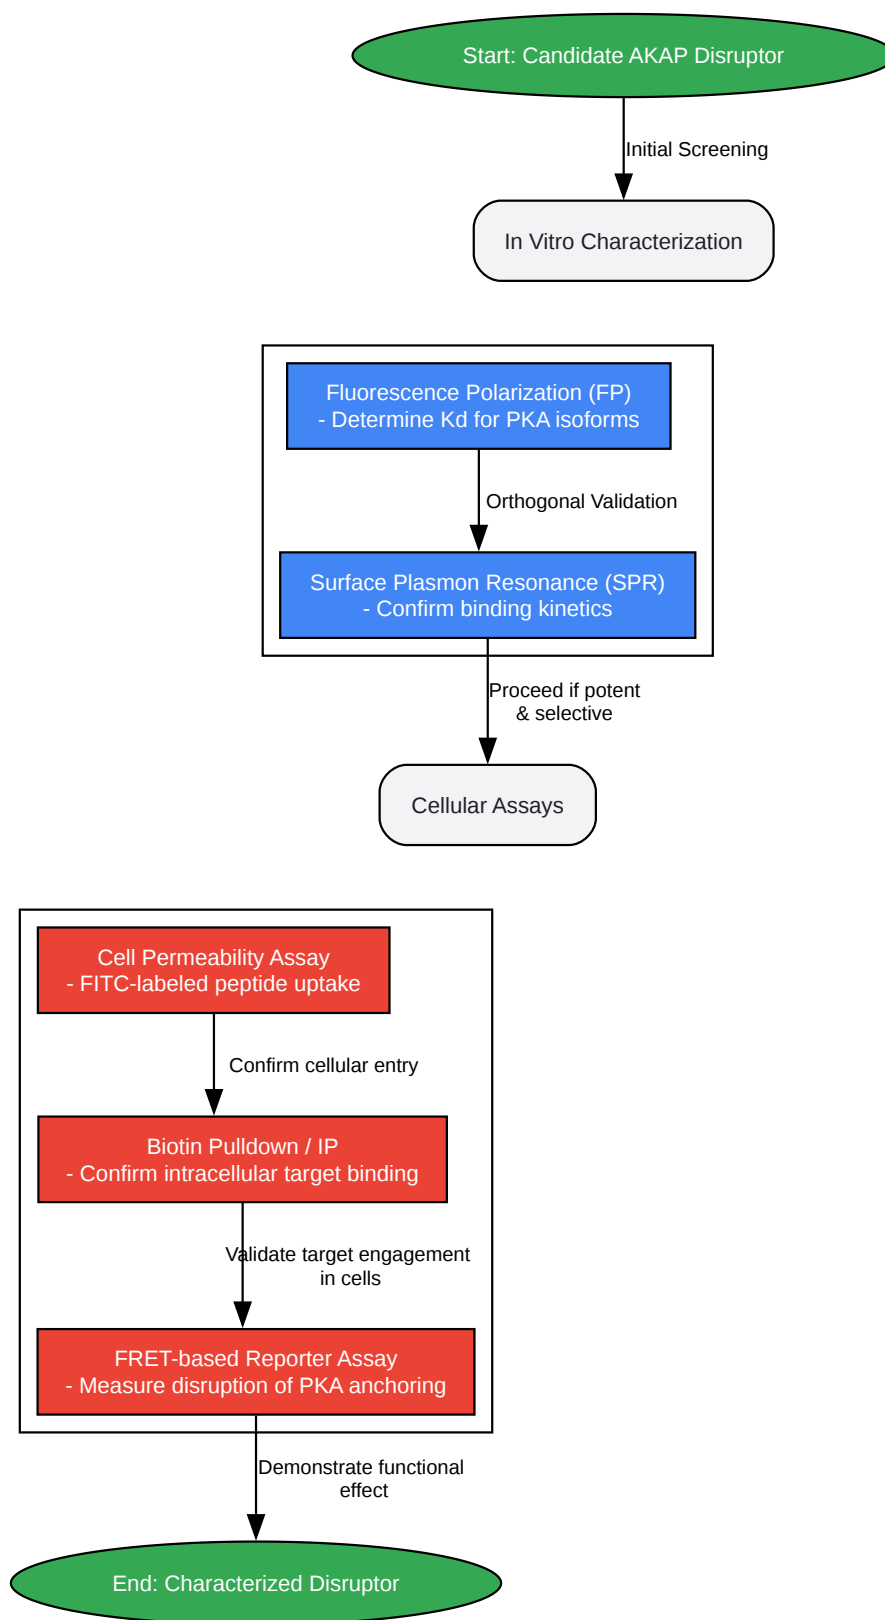 Start: Candidate AKAP Disruptor
Initial Screening
In Vitro Characterization
Fluorescence Polarization (FP)
- Determine Kd for PKA isoforms
Orthogonal Validation
Surface Plasmon Resonance (SPR)
- Confirm binding kinetics
Proceed if potent
& selective
Cellular Assays
Cell Permeability Assay
- FITC-labeled peptide uptake
Confirm cellular entry
Biotin Pulldown / IP
- Confirm intracellular target binding
Validate target engagement
in cells
FRET-based Reporter Assay
- Measure disruption of PKA anchoring
Demonstrate functional
effect
End: Characterized Disruptor